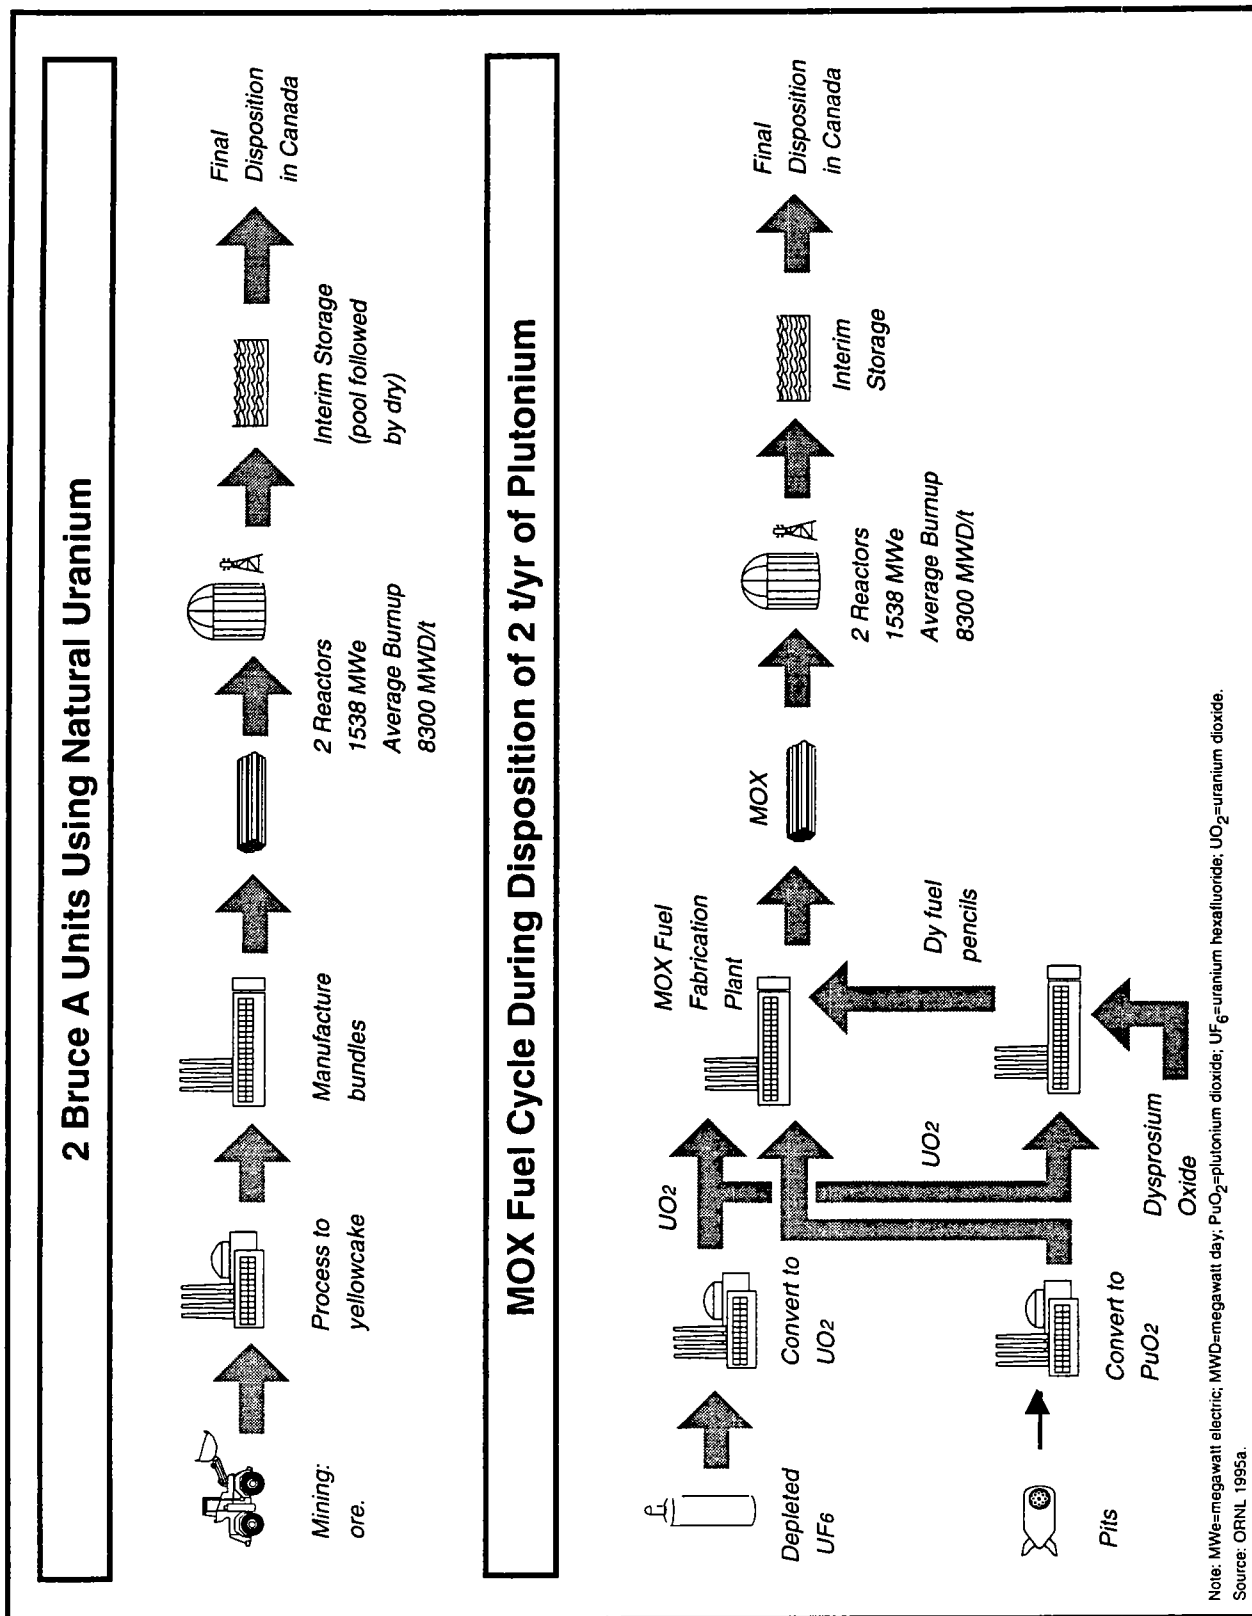 2 Bruce A Units Using Natural Uranium
Mining:
ore.
Process to
yellowcake
Manufacture
bundles
2 Reactors
1538 MWe
Average Burnup
8300 MWD/t
Interim Storage
(pool followed
by dry)
Final
Disposition
in Canada
MOX Fuel Cycle During Disposition of 2 t/yr of Plutonium
Depleted
UF6
Convert to
UO2
UO2
MOX Fuel
Fabrication
Plant
MOX
2 Reactors
1538 MWe
Average Burnup
8300 MWD/t
Interim
Storage
Final
Disposition
in Canada
UO2
Dy fuel
pencils
Pits
Convert to
PuO2
Dysprosium
Oxide
Note: MWe=megawatt electric; MWD=megawatt day; PuO2=plutonium dioxide; UF6=uranium hexafluoride; UO2=uranium dioxide.
Source: ORNL 1995a.